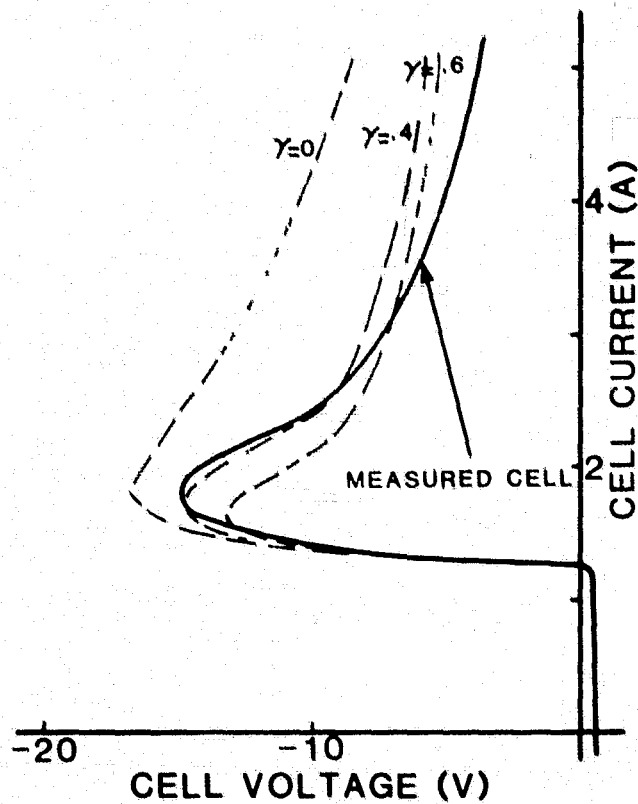 γ=.6
γ=0
γ=.4
4
CELL CURRENT (A)
2
MEASURED CELL
-20
-10
CELL VOLTAGE (V)